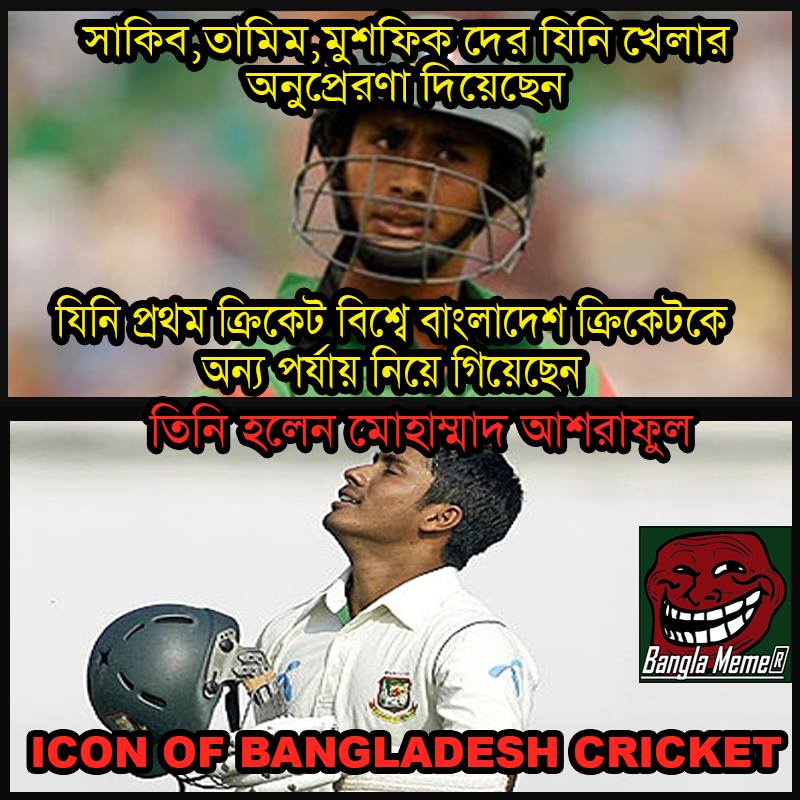 সাকিব,তামিম,মুশফিক দের যিনি খেলার
অনুপ্রেরণা দিয়েছেন
যিনি প্রথম ক্রিকেট বিশ্বে বাংলাদেশ ক্রিকেটকে
অন্য পর্যায় নিয়ে গিয়েছেন
তিনি হলেন মোহাম্মাদ আশরাফুল
Bangla Meme®
ICON OF BANGLADESH CRICKET